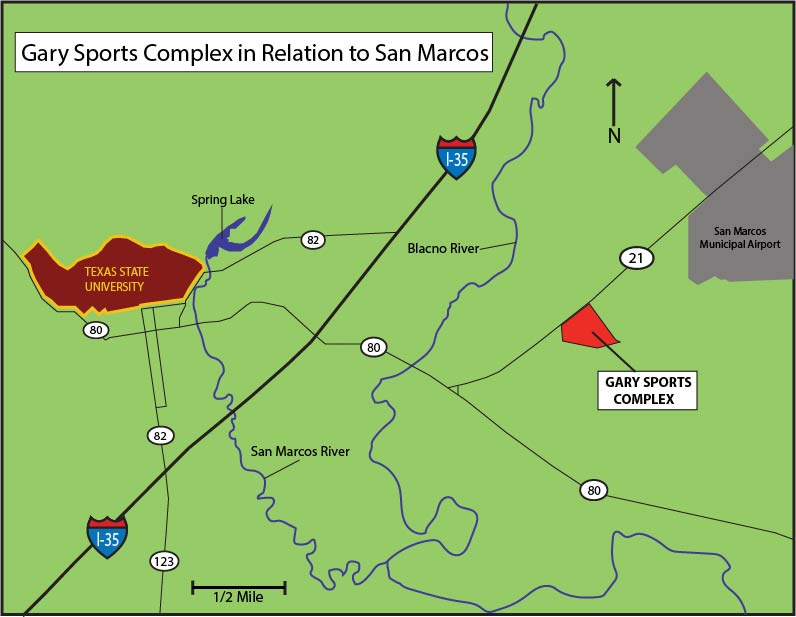 Gary Sports Complex in Relation to San Marcos
N
I-35
Spring Lake
82
Blacno River
San Marcos
Municipal Airport
21
TEXAS STATE
UNIVERSITY
80
80
GARY SPORTS
COMPLEX
82
San Marcos River
80
I-35
123
1/2 Mile